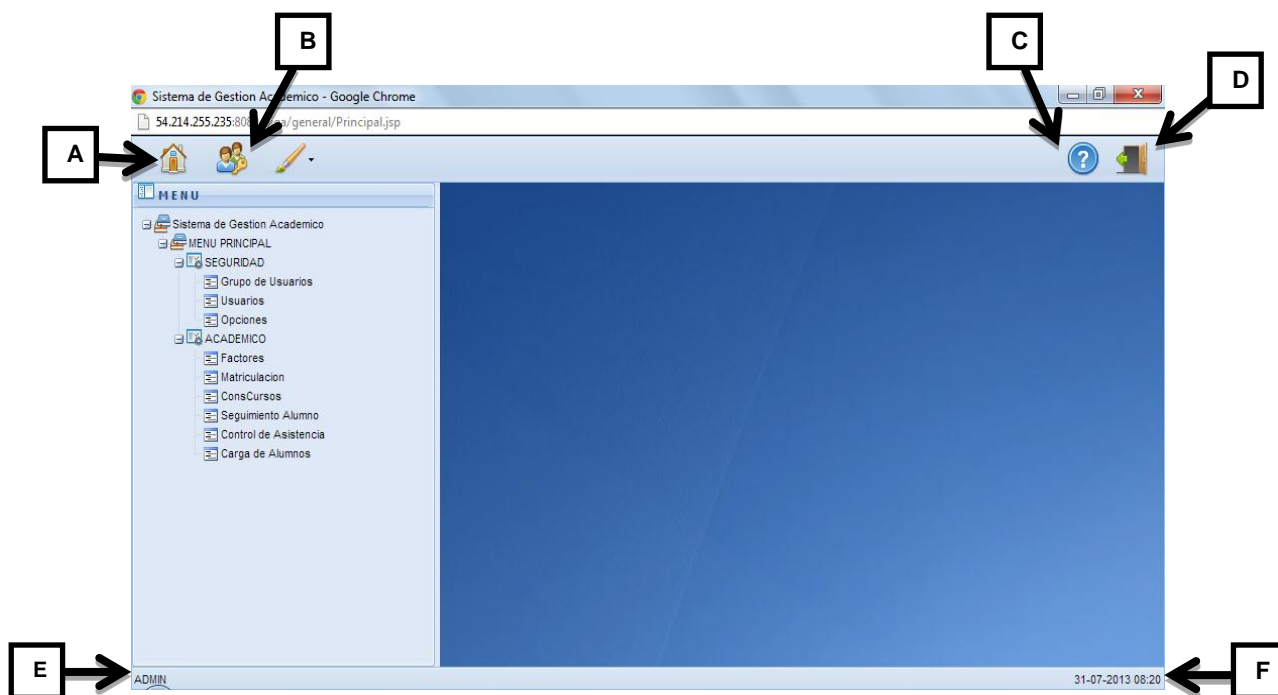 B
C
D
Sistema de Gestion Academico - Google Chrome
54.214.255.235:808 /general/Principal.jsp
A
MENU
Sistema de Gestion Academico
MENU PRINCIPAL
SEGURIDAD
Grupo de Usuarios
Usuarios
Opciones
ACADEMICO
Factores
Matriculacion
ConsCursos
Seguimiento Alumno
Control de Asistencia
Carga de Alumnos
E
ADMIN
31-07-2013 08:20
F